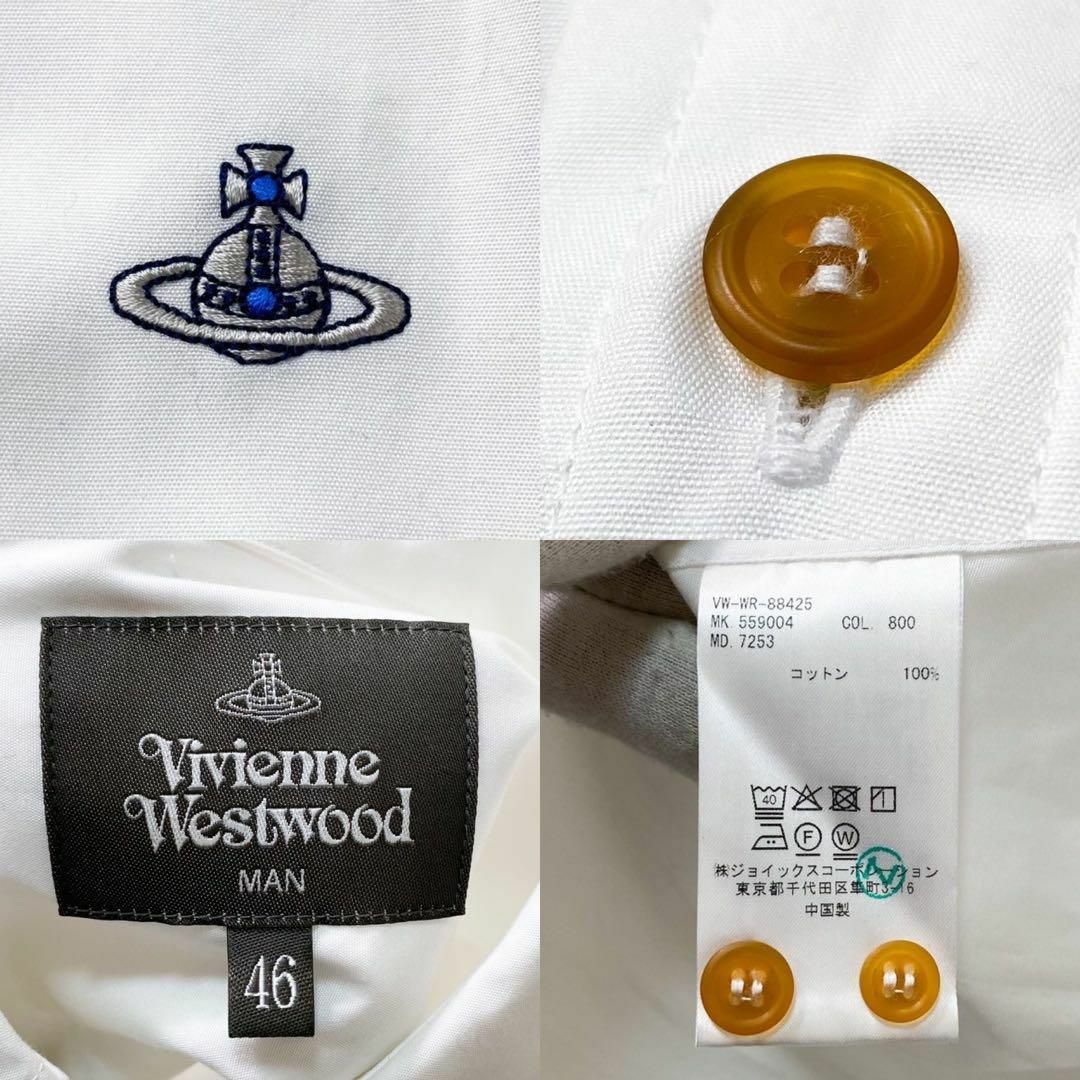 Vivienne
Westwood
MAN
46
VW-WR-88425
MK. 559004 COL. 800
MD. 7253
コットン 100%
40
F W
㈱ジョイックスコーポレーション
東京都千代田区隼町3-16
中国製